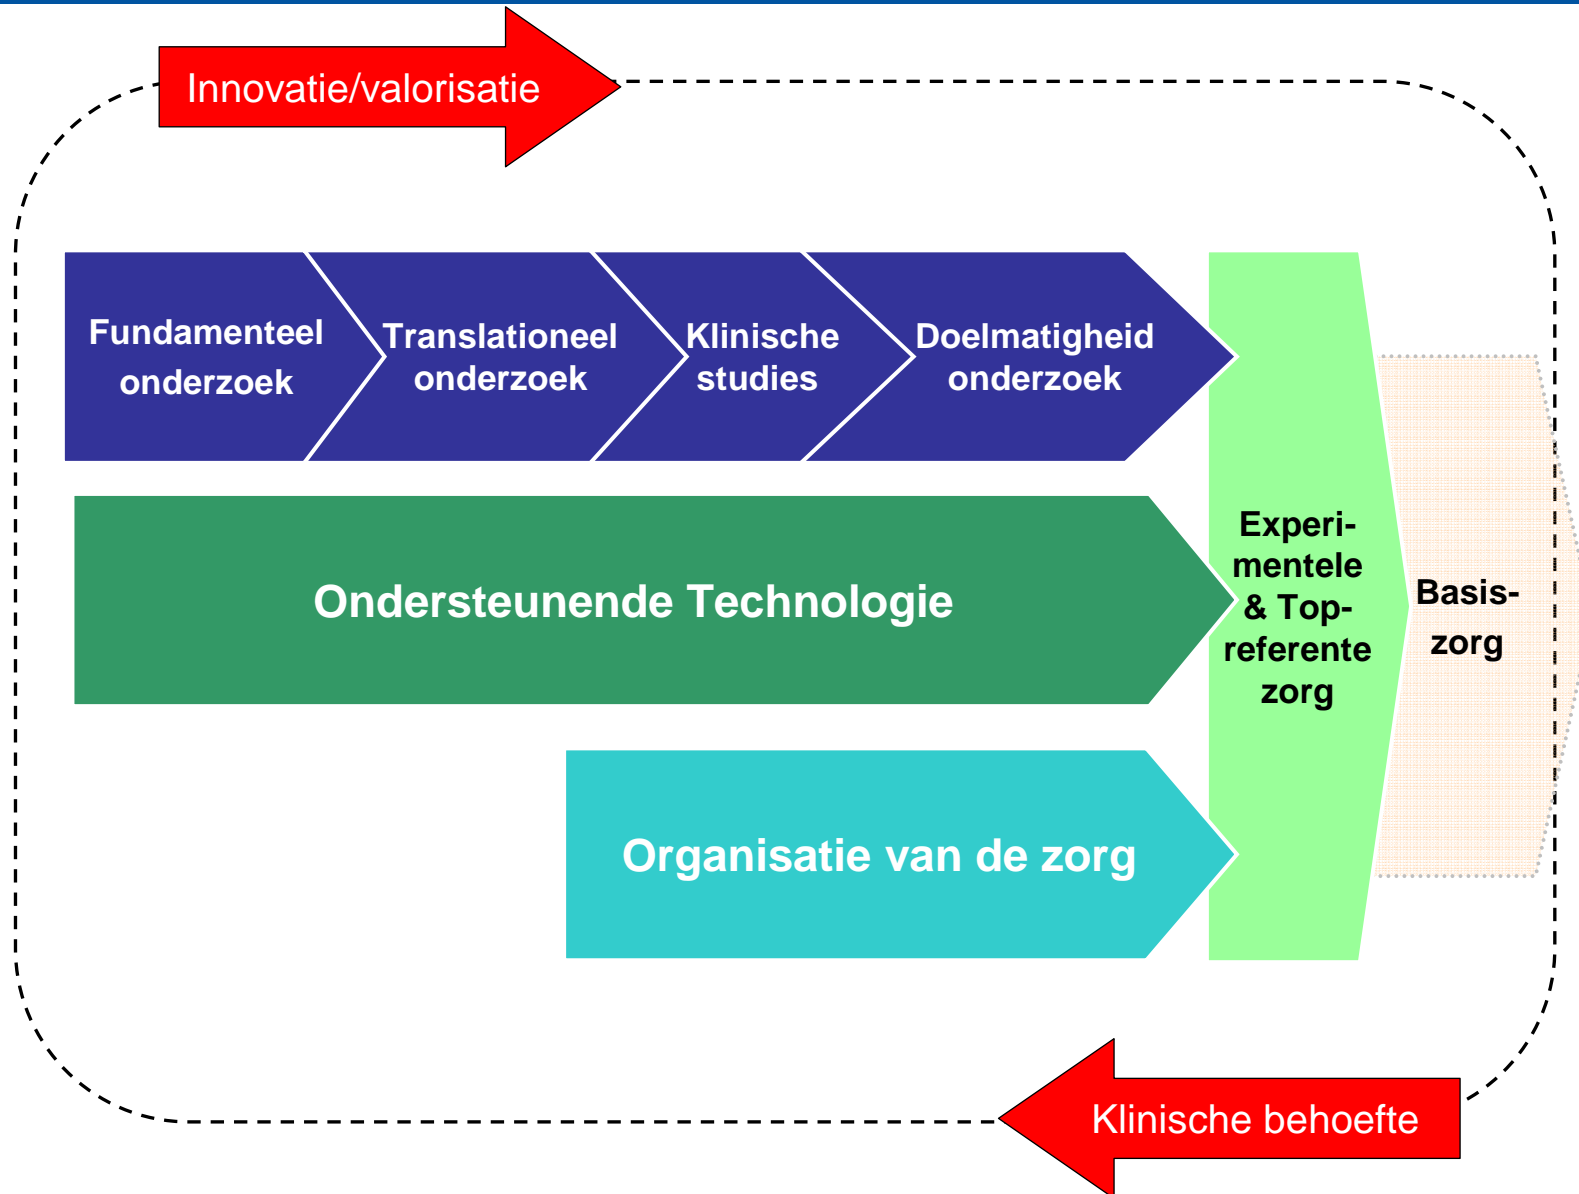 Innovatie/valorisatie
Fundamenteel
onderzoek
Translationeel
onderzoek
Klinische
studies
Doelmatigheid
onderzoek
Ondersteunende Technologie
Organisatie van de zorg
Experi-
mentele
& Top-
referente
zorg
Basis-
zorg
Klinische behoefte